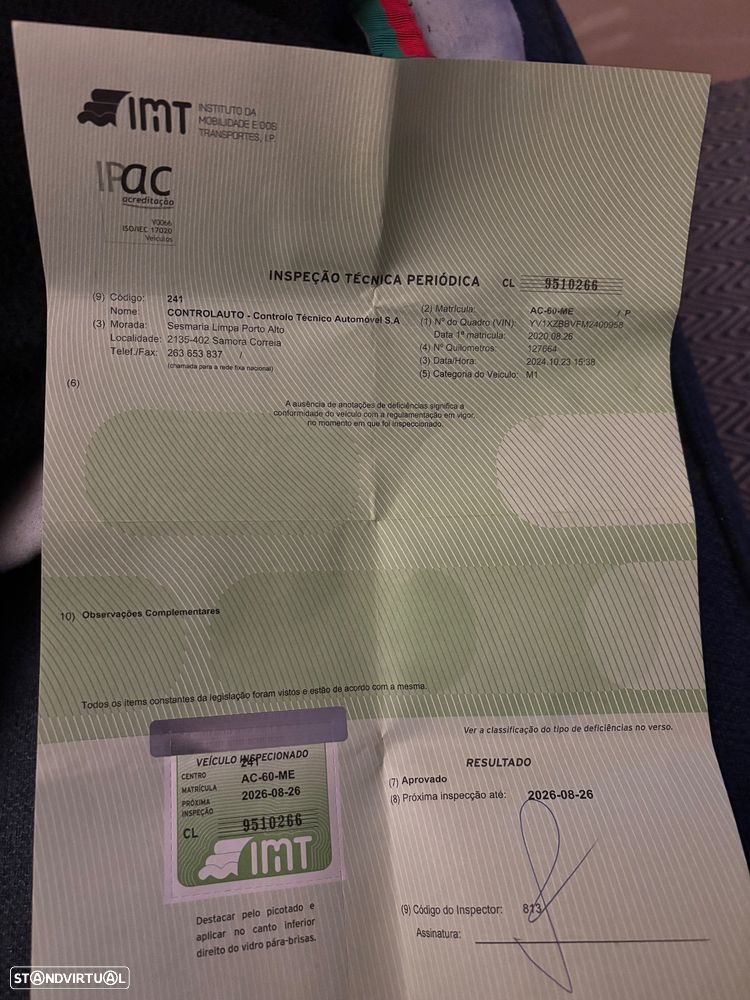 IMT INSTITUTO DA
MOBILIDADE E DOS
TRANSPORTES, I.P.
IPac
acreditação
V0066
ISO/IEC 17020
Veículos
INSPEÇÃO TÉCNICA PERIÓDICA CL 9510266
(9) Código: 241
Nome: CONTROLAUTO - Controlo Técnico Automóvel S.A
(3) Morada: Sesmaria Limpa Porto Alto
Localidade: 2135-402 Samora Correia
Telef./Fax: 263 653 837 /
(chamada para a rede fixa nacional)
(2) Matrícula: AC-60-ME / P
(1) Nº do Quadro (VIN): YV1XZBBVFM2400958
Data 1ª matrícula: 2020.08.26
(4) Nº Quilometros: 127664
(3) Data/Hora: 2024.10.23 15:38
(5) Categoria do Veículo: M1
(6)
A ausência de anotações de deficiências significa a
conformidade do veículo com a regulamentação em vigor,
no momento em que foi inspeccionado.
10) Observações Complementares
Todos os itens constantes da legislação foram vistos e estão de acordo com a mesma.
Ver a classificação do tipo de deficiências no verso.
VEÍCULO INSPECIONADO
CENTRO 241
MATRÍCULA AC-60-ME
PRÓXIMA
INSPEÇÃO 2026-08-26
CL 9510266
IMT
Destacar pelo picotado e
aplicar no canto inferior
direito do vidro pára-brisas.
RESULTADO
(7) Aprovado
(8) Próxima inspecção até: 2026-08-26
(9) Código do Inspector: 813
Assinatura:
STANDVIRTUAL